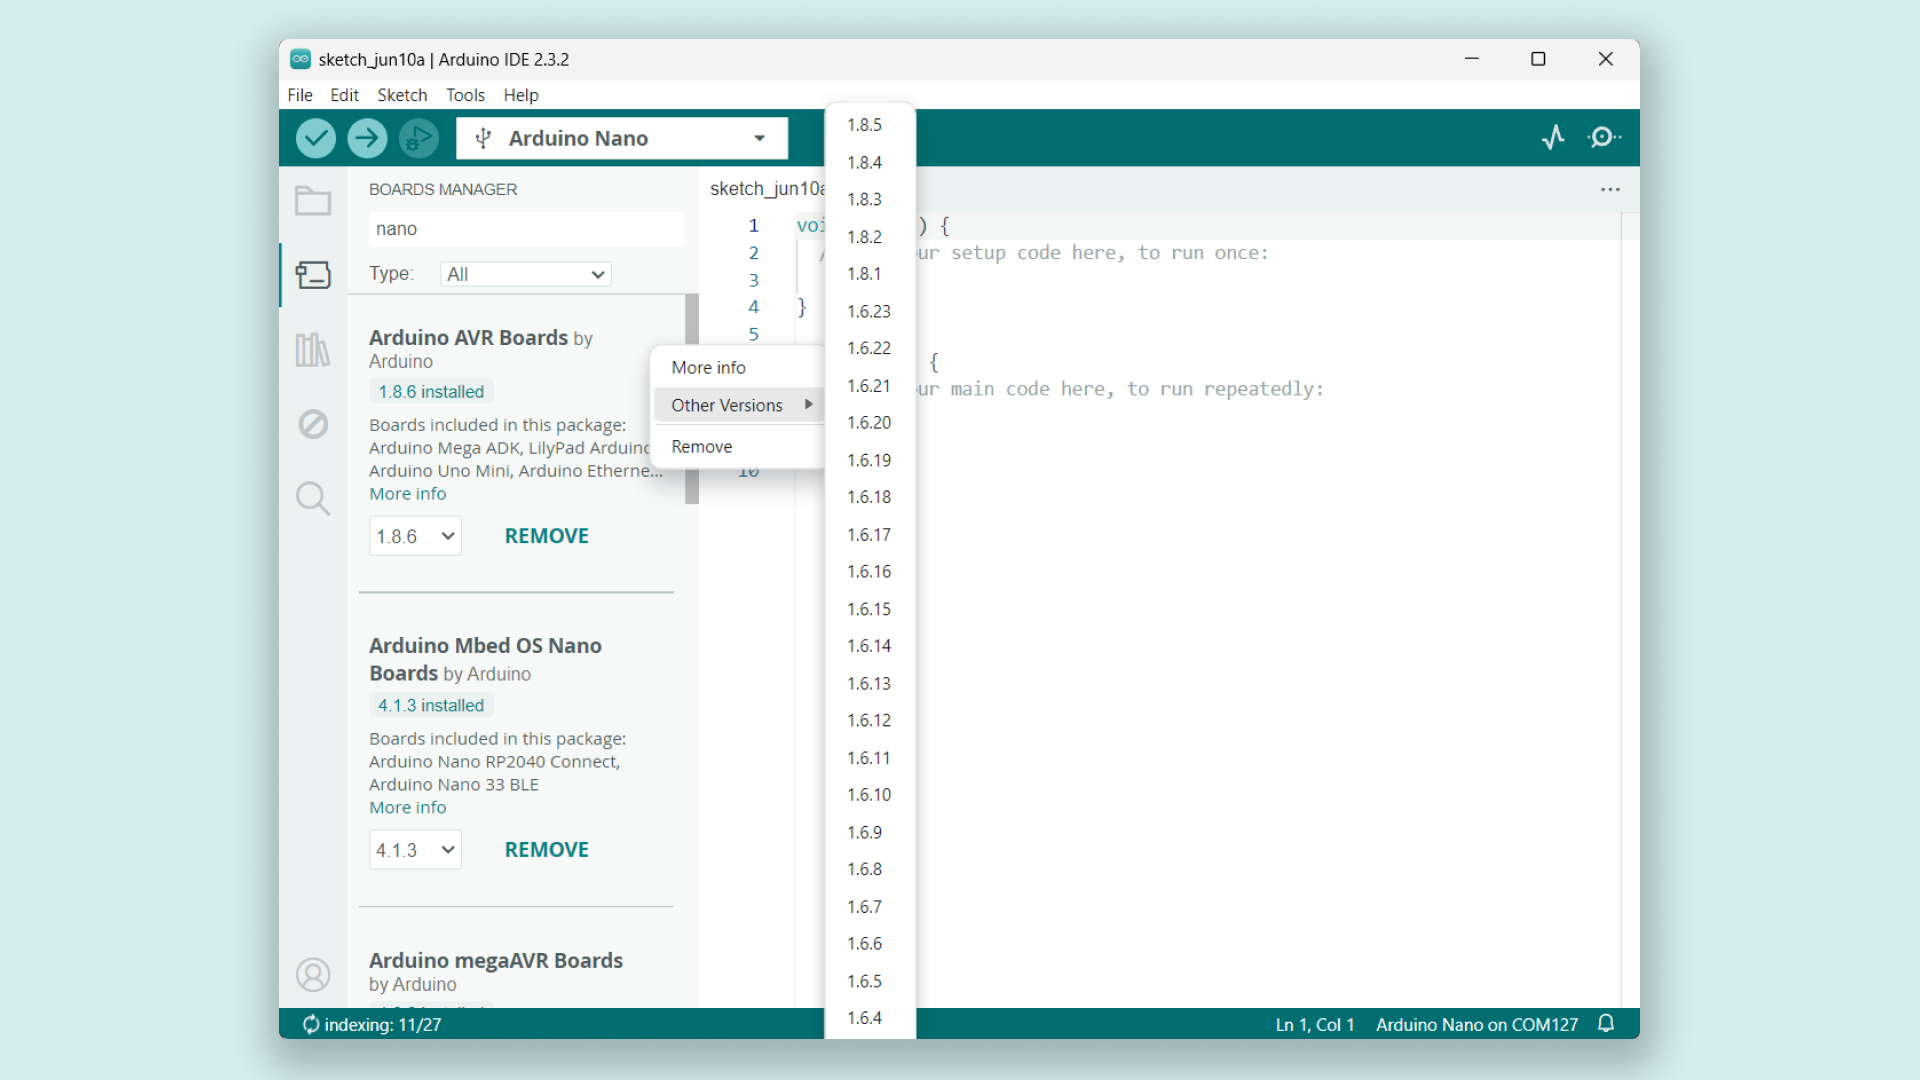 sketch_jun10a | Arduino IDE 2.3.2
File Edit Sketch Tools Help
Arduino Nano
BOARDS MANAGER
nano
Type: All
Arduino AVR Boards by
Arduino
1.8.6 installed
Boards included in this package:
Arduino Mega ADK, LilyPad Arduino
Arduino Uno Mini, Arduino Etherne...
More info
1.8.6 REMOVE
Arduino Mbed OS Nano
Boards by Arduino
4.1.3 installed
Boards included in this package:
Arduino Nano RP2040 Connect,
Arduino Nano 33 BLE
More info
4.1.3 REMOVE
Arduino megaAVR Boards
by Arduino
More info
Other Versions
Remove
1.8.5
1.8.4
1.8.3
1.8.2
1.8.1
1.6.23
1.6.22
1.6.21
1.6.20
1.6.19
1.6.18
1.6.17
1.6.16
1.6.15
1.6.14
1.6.13
1.6.12
1.6.11
1.6.10
1.6.9
1.6.8
1.6.7
1.6.6
1.6.5
1.6.4
sketch_jun10a
...
1 voi ) {
2 / ur setup code here, to run once:
3
4 }
5
{
ur main code here, to run repeatedly:
10
indexing: 11/27
Ln 1, Col 1 Arduino Nano on COM127